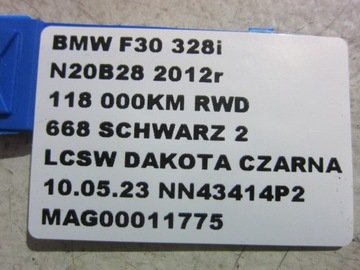 BMW F30 328i
N20B28 2012r
118 000KM RWD
668 SCHWARZ 2
LCSW DAKOTA CZARNA
10.05.23 NN43414P2
MAG00011775